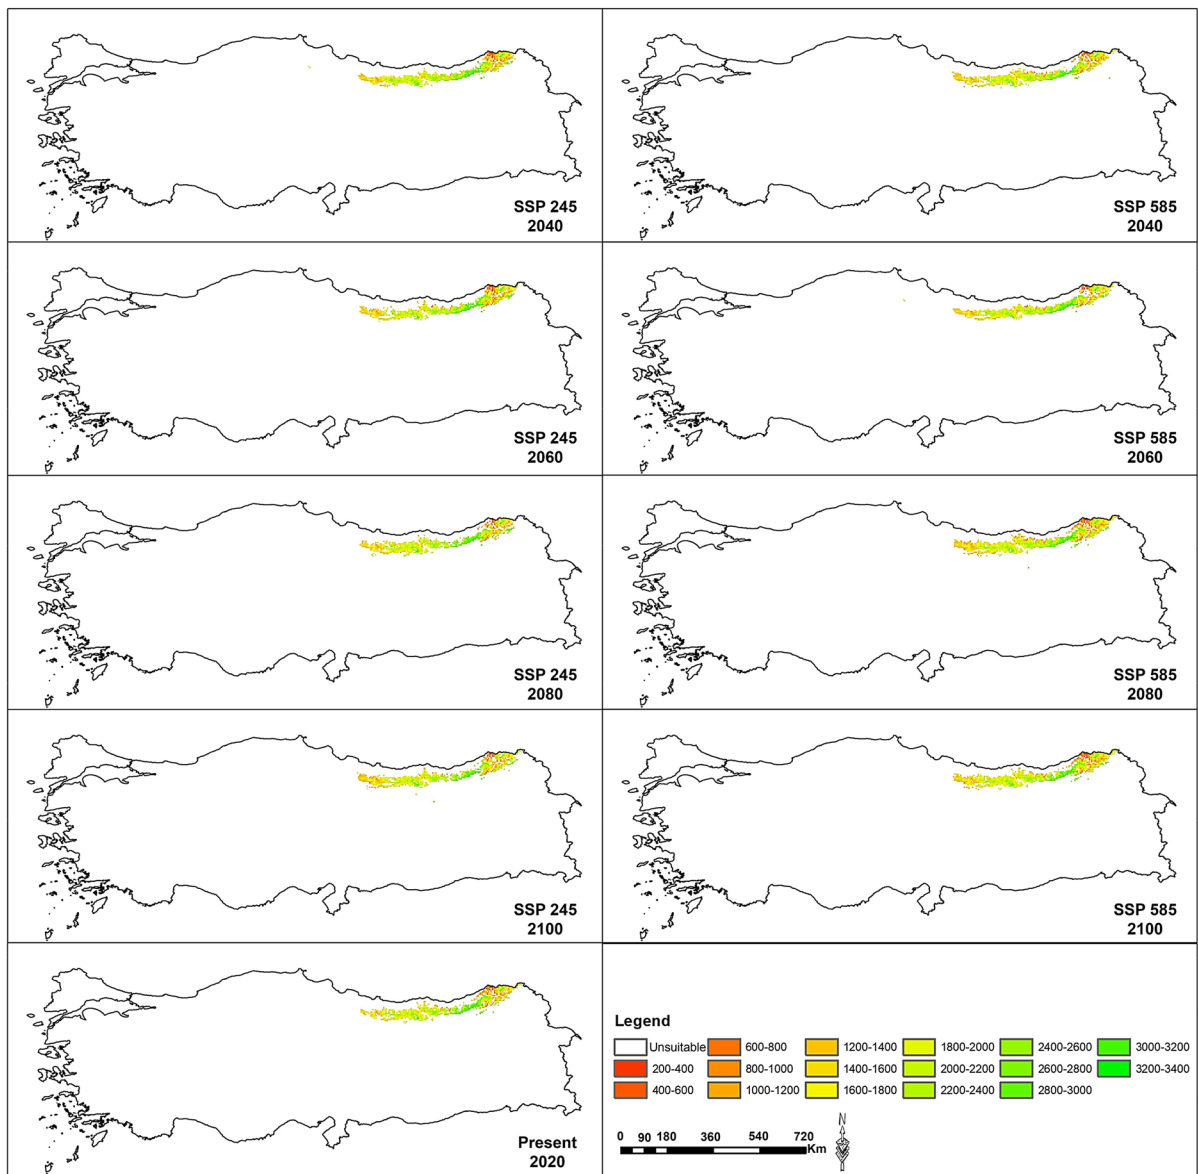 SSP 245
2040
SSP 585
2040
SSP 245
2060
SSP 585
2060
SSP 245
2080
SSP 585
2080
SSP 245
2100
SSP 585
2100
Present
2020
Legend
Unsuitable 600-800 1200-1400 1800-2000 2400-2600 3000-3200
200-400 800-1000 1400-1600 2000-2200 2600-2800 3200-3400
400-600 1000-1200 1600-1800 2200-2400 2800-3000
N
0 90 180 360 540 720
Km